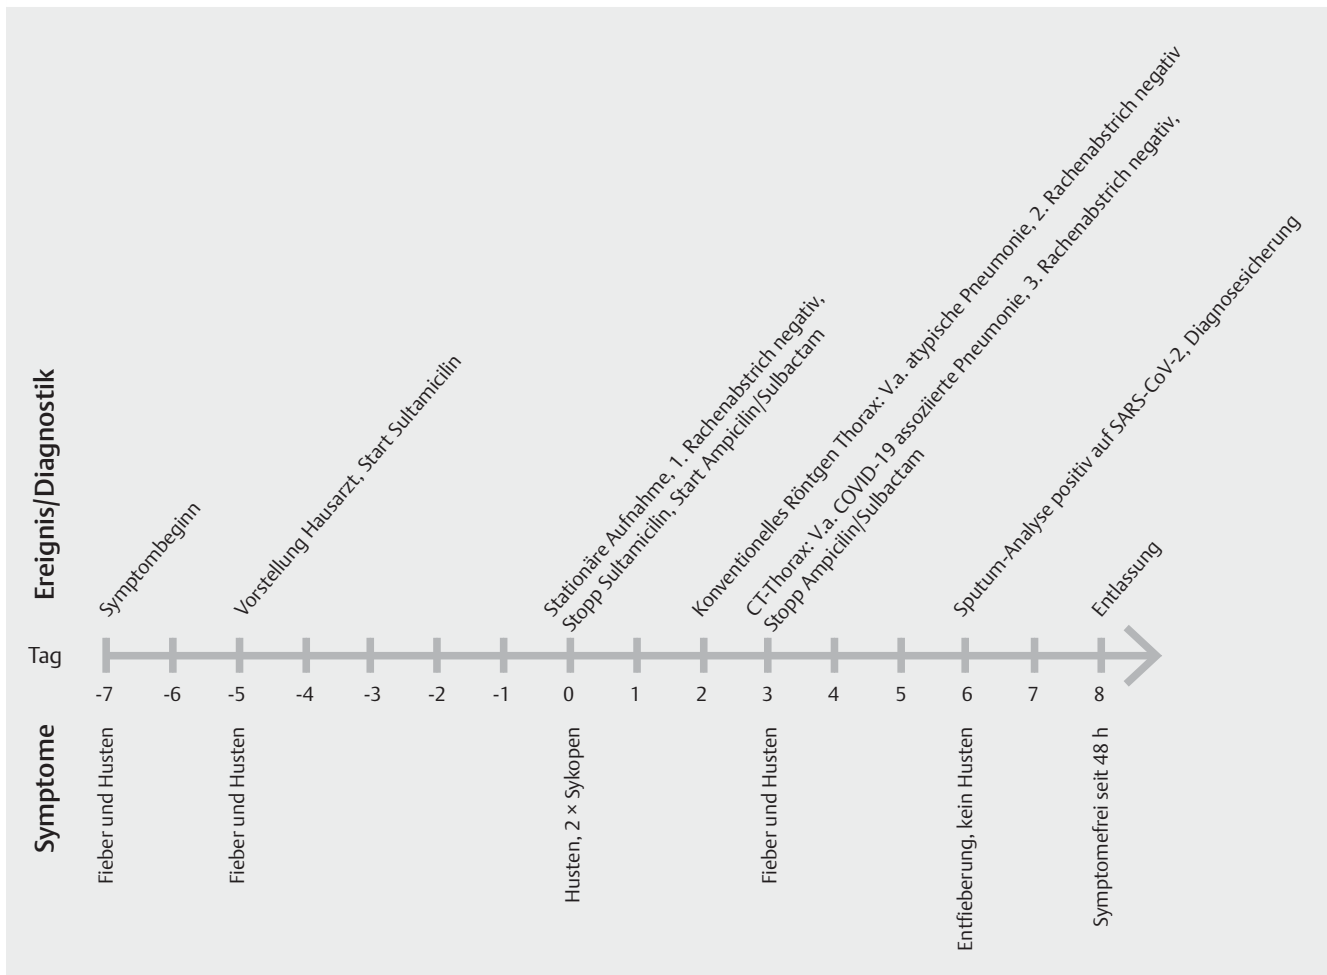 Ereignis/Diagnostik
Symptombeginn
Vorstellung Hausarzt, Start Sultamicilin
Stationäre Aufnahme, 1. Rachenabstrich negativ,
Stopp Sultamicilin, Start Ampicilin/Sulbactam
Konventionelles Röntgen Thorax: V.a. atypische Pneumonie, 2. Rachenabstrich negativ
CT-Thorax: V.a. COVID-19 assoziierte Pneumonie, 3. Rachenabstrich negativ,
Stopp Ampicilin/Sulbactam
Sputum-Analyse positiv auf SARS-CoV-2, Diagnosesicherung
Entlassung
Tag
-7 -6 -5 -4 -3 -2 -1 0 1 2 3 4 5 6 7 8
Symptome
Fieber und Husten
Fieber und Husten
Husten, 2 × Sykopen
Fieber und Husten
Entfieberung, kein Husten
Symptomefrei seit 48 h